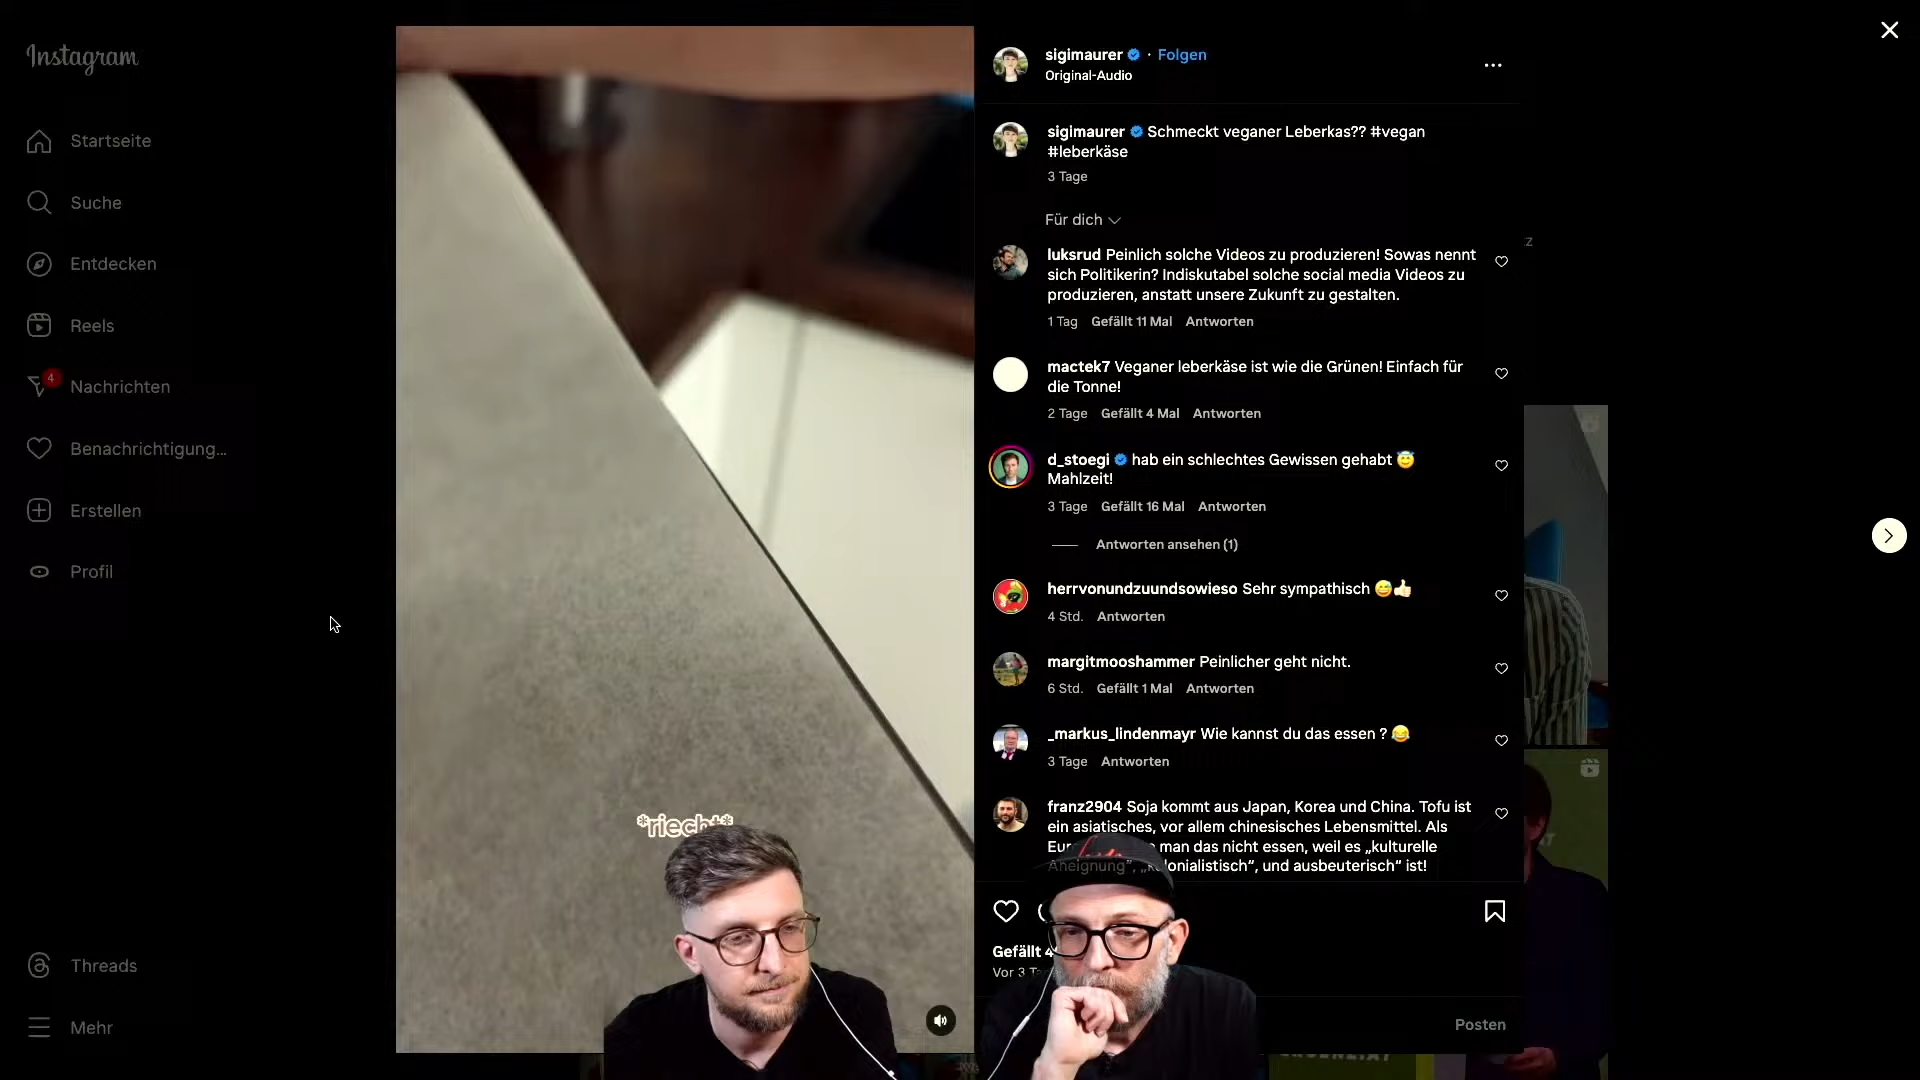 Instagram
Startseite
Suche
Entdecken
Reels
4
Nachrichten
Benachrichtigung...
Erstellen
Profil
Threads
Mehr
*riecht*
sigimaurer · Folgen
Original-Audio
sigimaurer Schmeckt veganer Leberkas?? #vegan
#leberkäse
3 Tage
Für dich
luksrud Peinlich solche Videos zu produzieren! Sowas nennt
sich Politikerin? Indiskutabel solche social media Videos zu
produzieren, anstatt unsere Zukunft zu gestalten.
1 Tag Gefällt 11 Mal Antworten
mactek7 Veganer leberkäse ist wie die Grünen! Einfach für
die Tonne!
2 Tage Gefällt 4 Mal Antworten
d_stoegi hab ein schlechtes Gewissen gehabt 😇
Mahlzeit!
3 Tage Gefällt 16 Mal Antworten
Antworten ansehen (1)
herrvonundzuundsowieso Sehr sympathisch 😅👍
4 Std. Antworten
margitmooshammer Peinlicher geht nicht.
6 Std. Gefällt 1 Mal Antworten
_markus_lindenmayr Wie kannst du das essen ? 😂
3 Tage Antworten
franz2904 Soja kommt aus Japan, Korea und China. Tofu ist
ein asiatisches, vor allem chinesisches Lebensmittel. Als
man das nicht essen, weil es „kulturelle
Aneignung“, und ausbeuterisch“ ist!
Gefällt
Vor 3
Posten